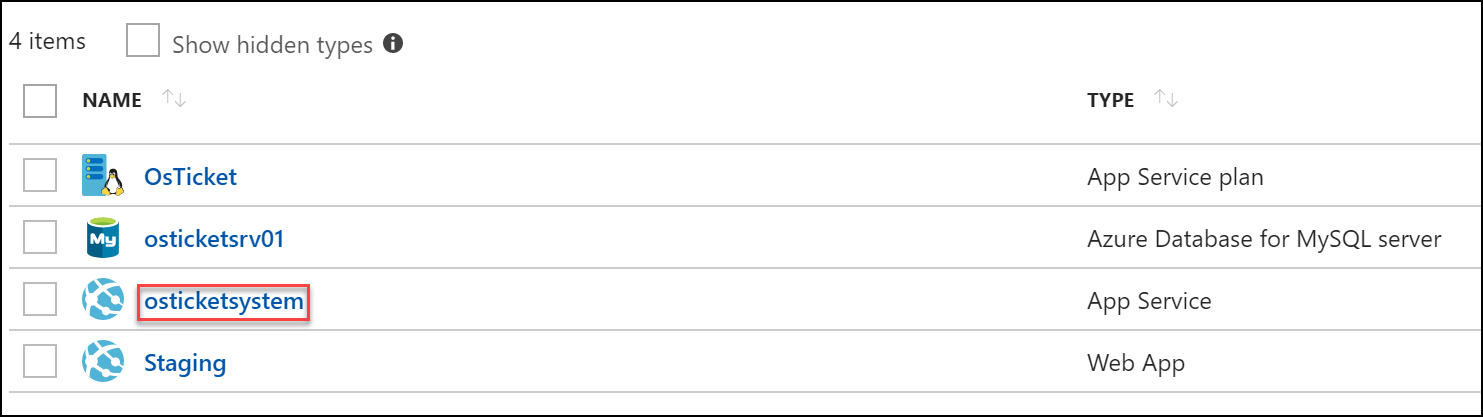 4 items Show hidden types
NAME TYPE
OsTicket App Service plan
My osticketsrv01 Azure Database for MySQL server
osticketsystem App Service
Staging Web App